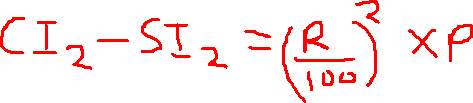 CI₂ - SI₂ = (R/100)² × P